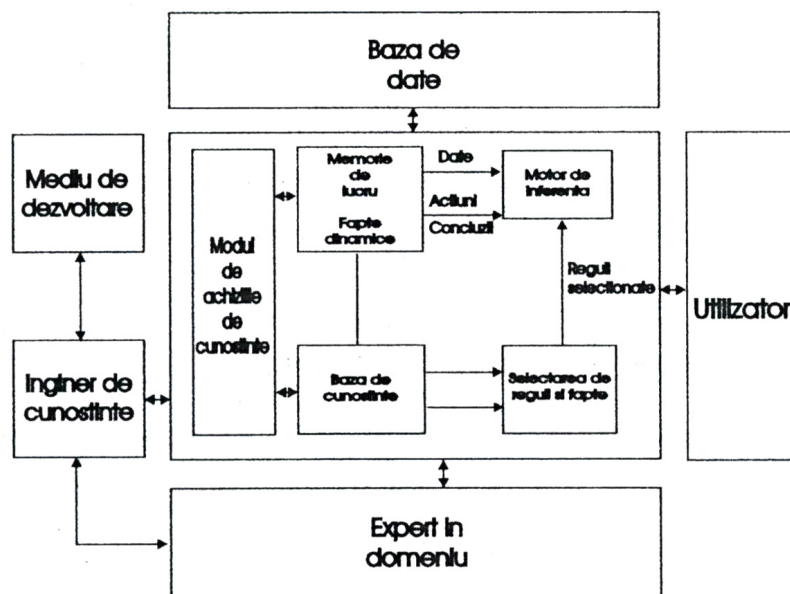 Baza de
date
Mediu de
dezvoltare
Modul
de
achizitie
de
cunostinte
Memorie
de
lucru
Fapte
dinamice
Date
Actiuni
Concluzii
Motor de
inferenta
Reguli
selectionate
Utilizator
Inginer de
cunostinte
Baza de
cunostinte
Selectarea de
reguli si fapte
Expert in
domeniu